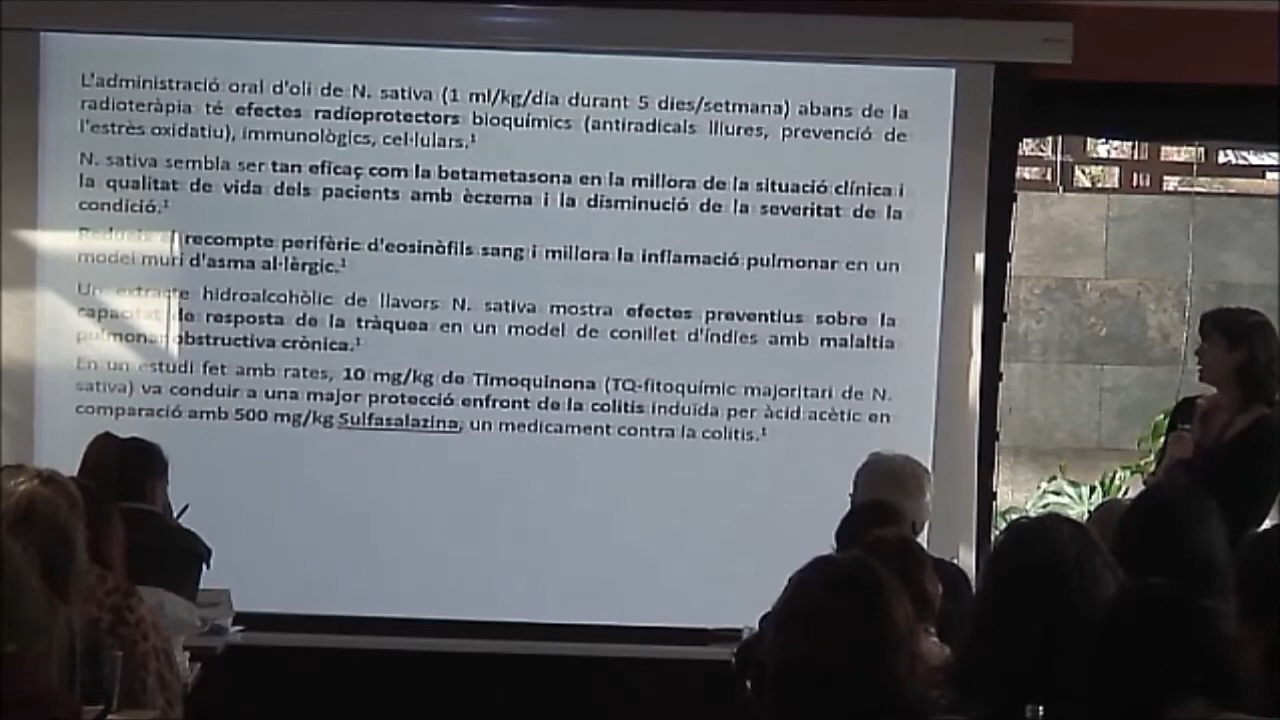 L'administració oral d'oli de N. sativa (1 ml/kg/dia durant 5 dies/setmana) abans de la
radioteràpia té efectes radioprotectors bioquímics (antiradicals lliures, prevenció de
l'estrès oxidatiu), immunològics, cel·lulars.¹
N. sativa sembla ser tan eficaç com la betametasona en la millora de la situació clínica i
la qualitat de vida dels pacients amb èczema i la disminució de la severitat de la
condició.¹
recompte perifèric d'eosinòfils sang i millora la inflamació pulmonar en un
model murí d'asma al·lèrgic.¹
Un extracte hidroalcohòlic de llavors N. sativa mostra efectes preventius sobre la
capacitat de resposta de la tràquea en un model de conillet d'índies amb malaltia
pulmonar obstructiva crònica.¹
En un estudi fet amb rates, 10 mg/kg de Timoquinona (TQ-fitoquímic majoritari de N.
sativa) va conduir a una major protecció enfront de la colitis induïda per àcid acètic en
comparació amb 500 mg/kg Sulfasalazina, un medicament contra la colitis.¹